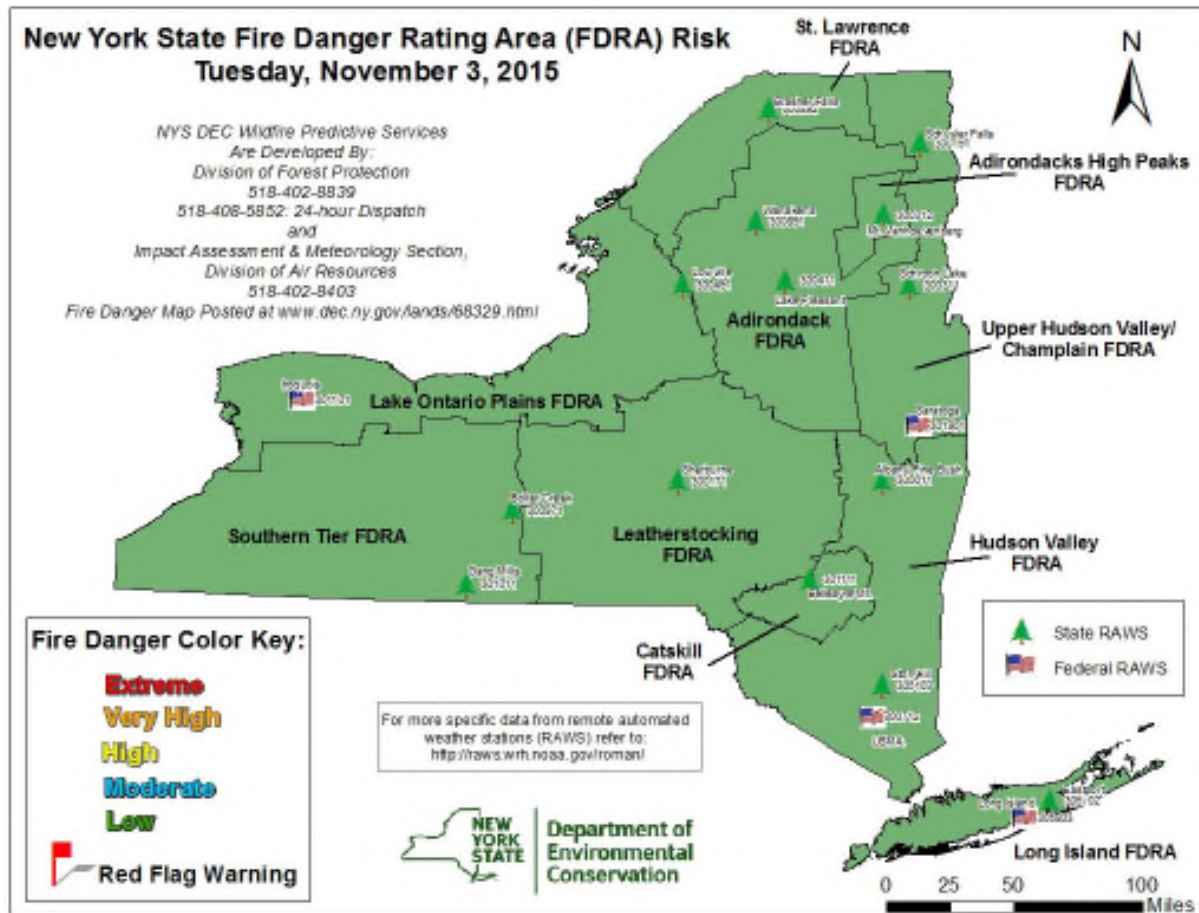 New York State Fire Danger Rating Area (FDRA) Risk
Tuesday, November 3, 2015
NYS DEC Wildfire Predictive Services
Are Developed By:
Division of Forest Protection
518-402-8839
518-408-5852: 24-hour Dispatch
and
Impact Assessment & Meteorology Section,
Division of Air Resources
518-402-8403
Fire Danger Map Posted at www.dec.ny.gov/lands/68329.html
St. Lawrence
FDRA
N
Adirondacks High Peaks
FDRA
Lake Pleasant
Adirondack
FDRA
Upper Hudson Valley/
Champlain FDRA
Lake Ontario Plains FDRA
Saratoga
Sherburne
Southern Tier FDRA
Leatherstocking
FDRA
Hudson Valley
FDRA
Catskill
FDRA
State RAWS
Federal RAWS
Fire Danger Color Key:
Extreme
Very High
High
Moderate
Low
Red Flag Warning
For more specific data from remote automated
weather stations (RAWS) refer to:
http://raws.wrh.noaa.gov/roman/
NEW
YORK
STATE
Department of
Environmental
Conservation
Long Island
Long Island FDRA
0 25 50 100
Miles